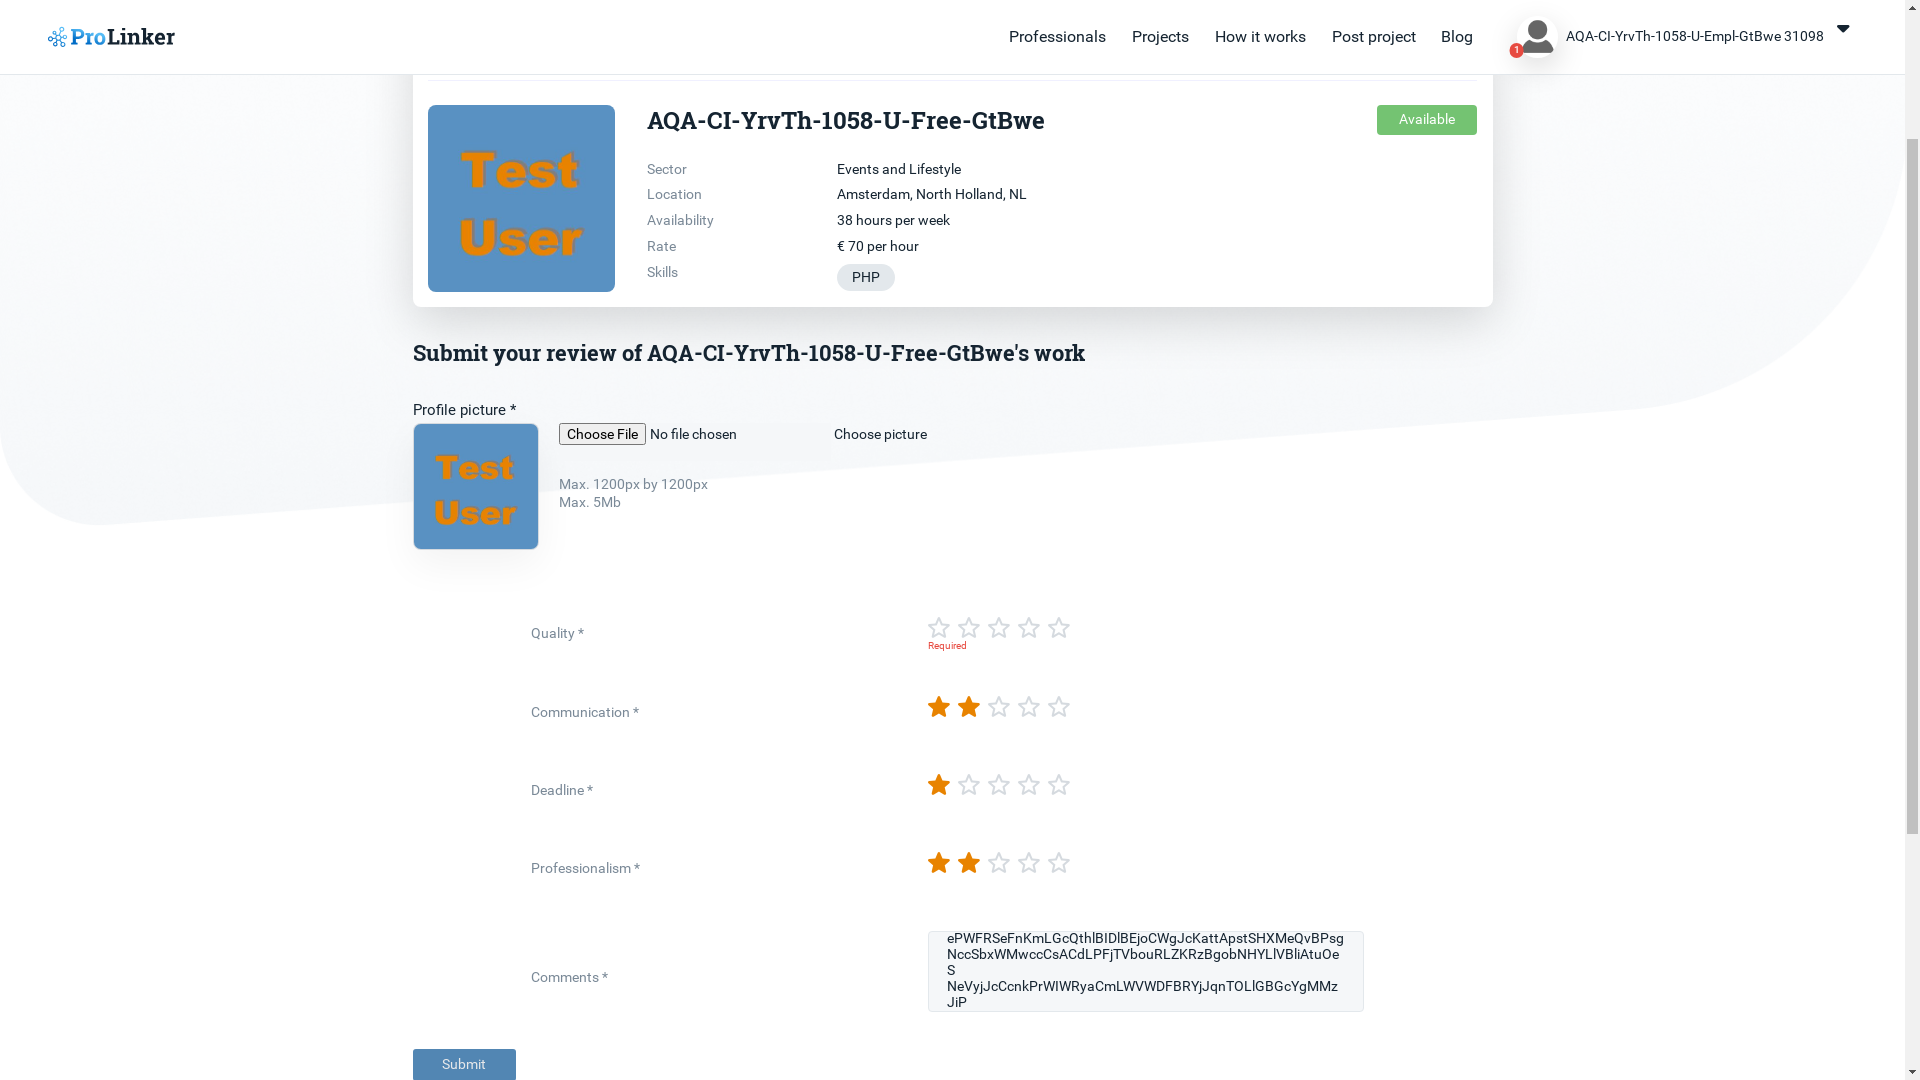 ProLinker
Professionals
Projects
How it works
Post project
Blog
1
AQA-CI-YrvTh-1058-U-Empl-GtBwe 31098
Test
User
AQA-CI-YrvTh-1058-U-Free-GtBwe
Available
Sector
Events and Lifestyle
Location
Amsterdam, North Holland, NL
Availability
38 hours per week
Rate
€ 70 per hour
Skills
PHP
Submit your review of AQA-CI-YrvTh-1058-U-Free-GtBwe's work
Profile picture *
Test
User
Choose File No file chosen
Choose picture
Max. 1200px by 1200px
Max. 5Mb
Quality *
Required
Communication *
Deadline *
Professionalism *
Comments *
ePWFRSeFnKmLGcQthlBIDlBEjoCWgJcKattApstSHXMeQvBPsg
NccSbxWMwccCsACdLPFjTVbouRLZKRzBgobNHYLlVBliAtuOe
S
NeVyjJcCcnkPrWIWRyaCmLWVWDFBRYjJqnTOLlGBGcYgMMz
JiP
Submit